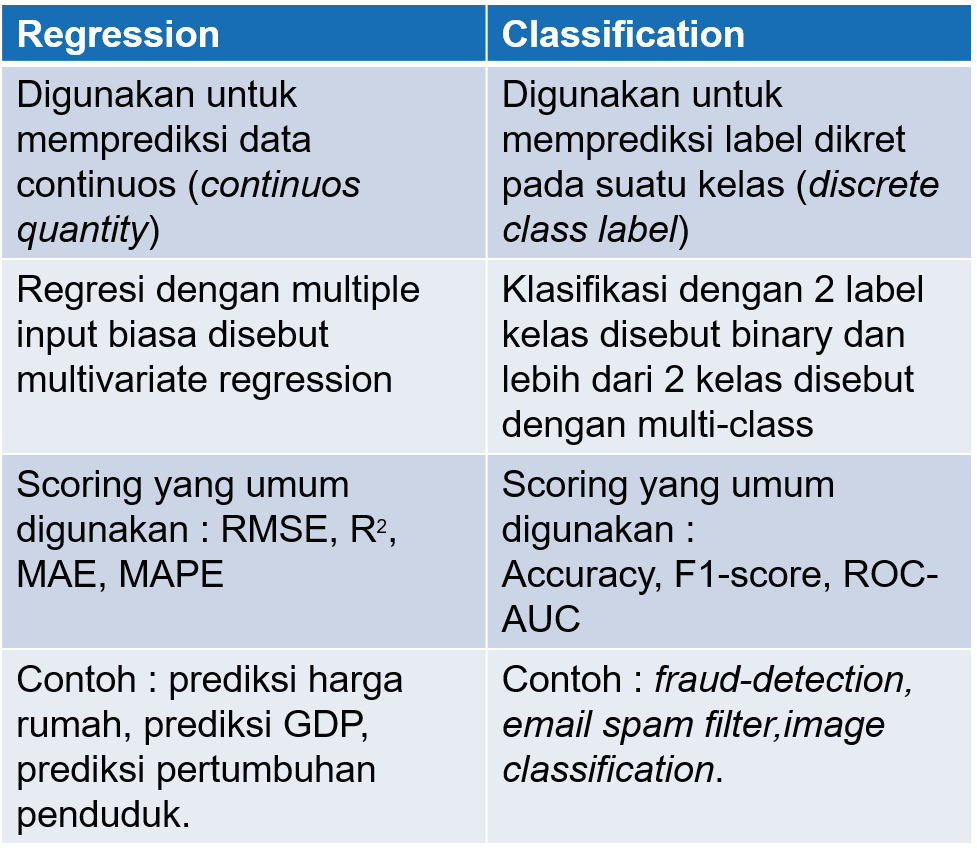 Regression
Classification
Digunakan untuk
memprediksi data
continuos (continuos
quantity)
Digunakan untuk
memprediksi label dikret
pada suatu kelas (discrete
class label)
Regresi dengan multiple
input biasa disebut
multivariate regression
Klasifikasi dengan 2 label
kelas disebut binary dan
lebih dari 2 kelas disebut
dengan multi-class
Scoring yang umum
digunakan : RMSE, R²,
MAE, MAPE
Scoring yang umum
digunakan :
Accuracy, F1-score, ROC-
AUC
Contoh : prediksi harga
rumah, prediksi GDP,
prediksi pertumbuhan
penduduk.
Contoh : fraud-detection,
email spam filter,image
classification.